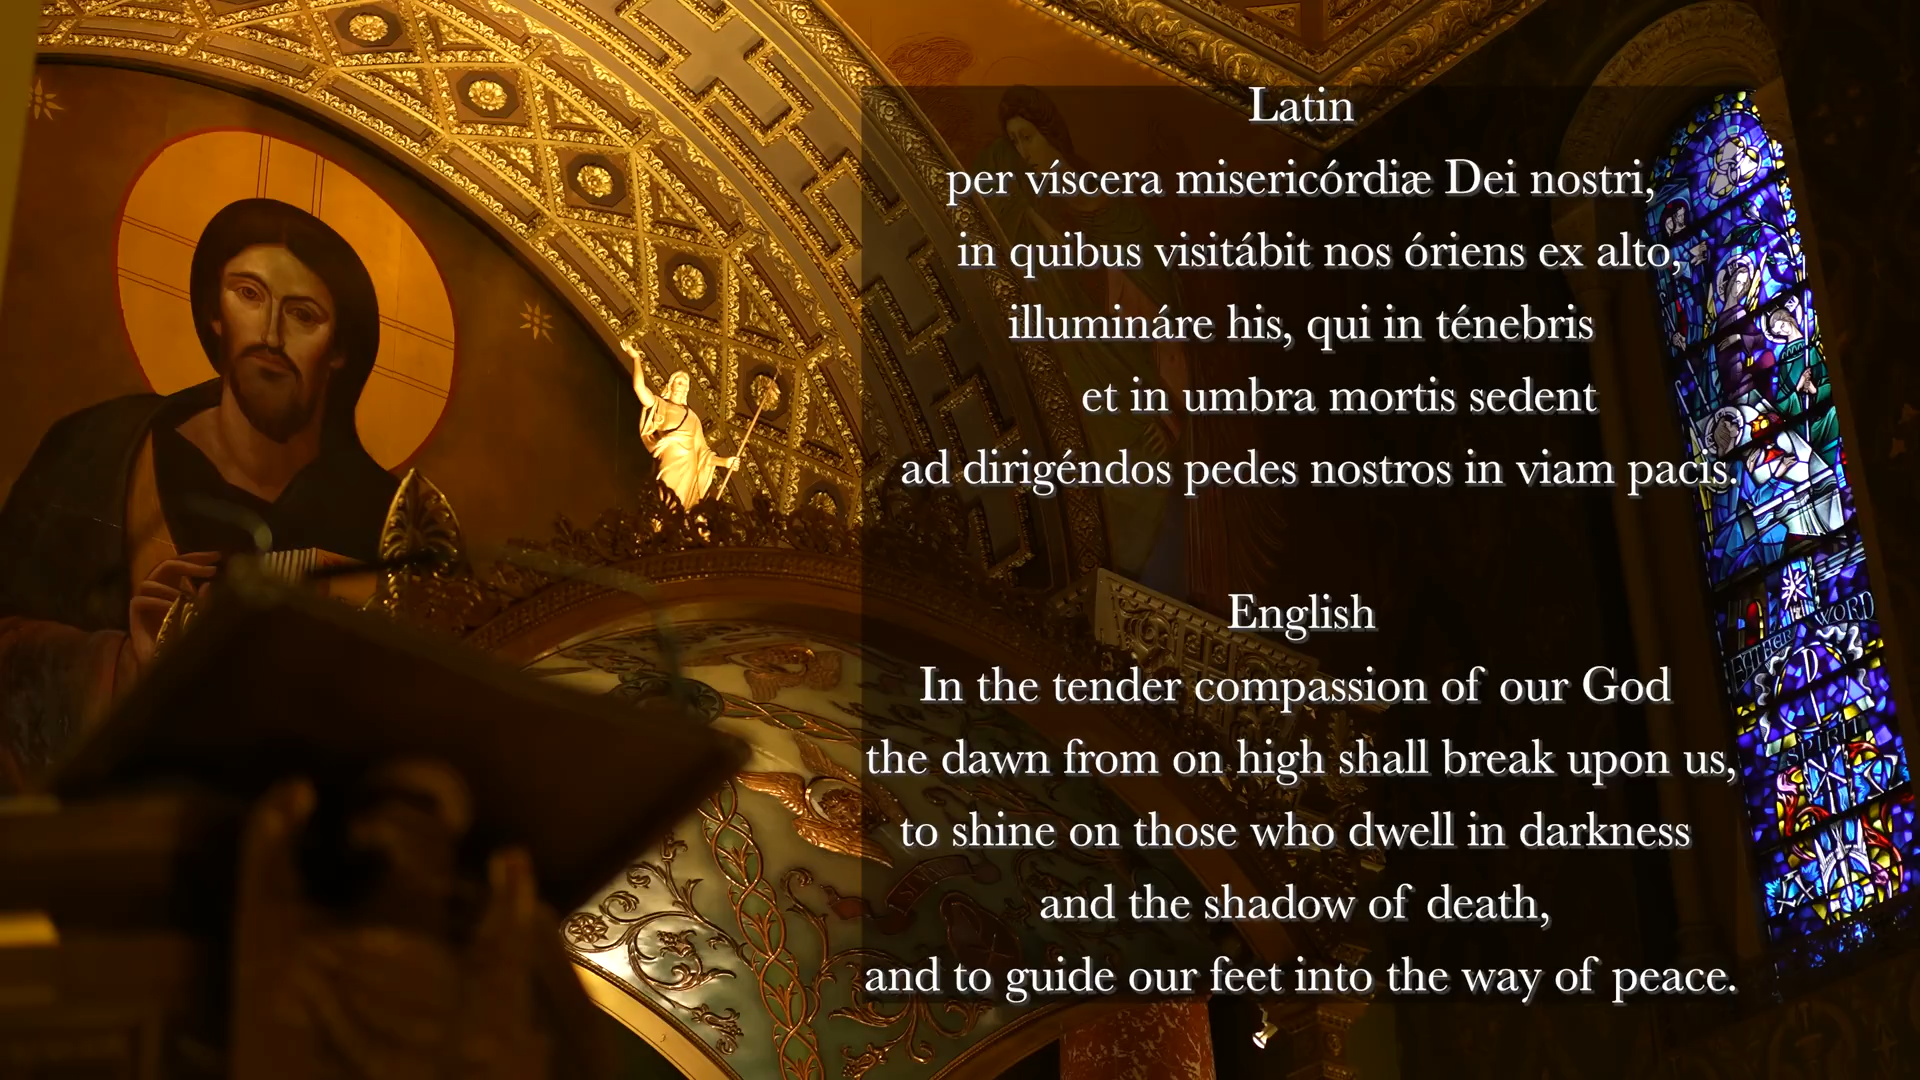 Latin
per víscera misericórdiæ Dei nostri,
in quibus visitábit nos óriens ex alto,
illumináre his, qui in ténebris
et in umbra mortis sedent
ad dirigéndos pedes nostros in viam pacis.
English
In the tender compassion of our God
the dawn from on high shall break upon us,
to shine on those who dwell in darkness
and the shadow of death,
and to guide our feet into the way of peace.
WORD